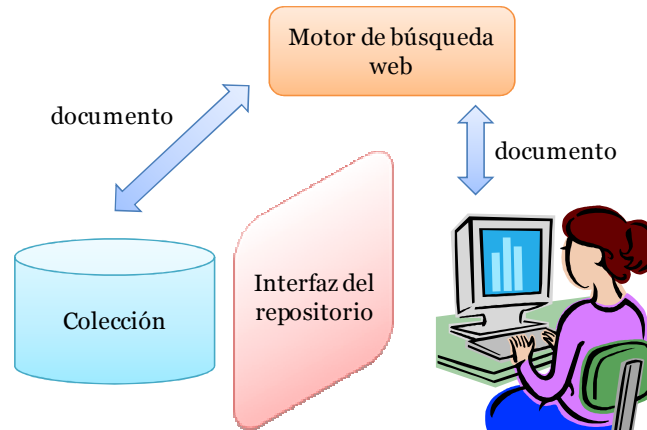 Motor de búsqueda
web
documento
documento
Interfaz del
repositorio
Colección